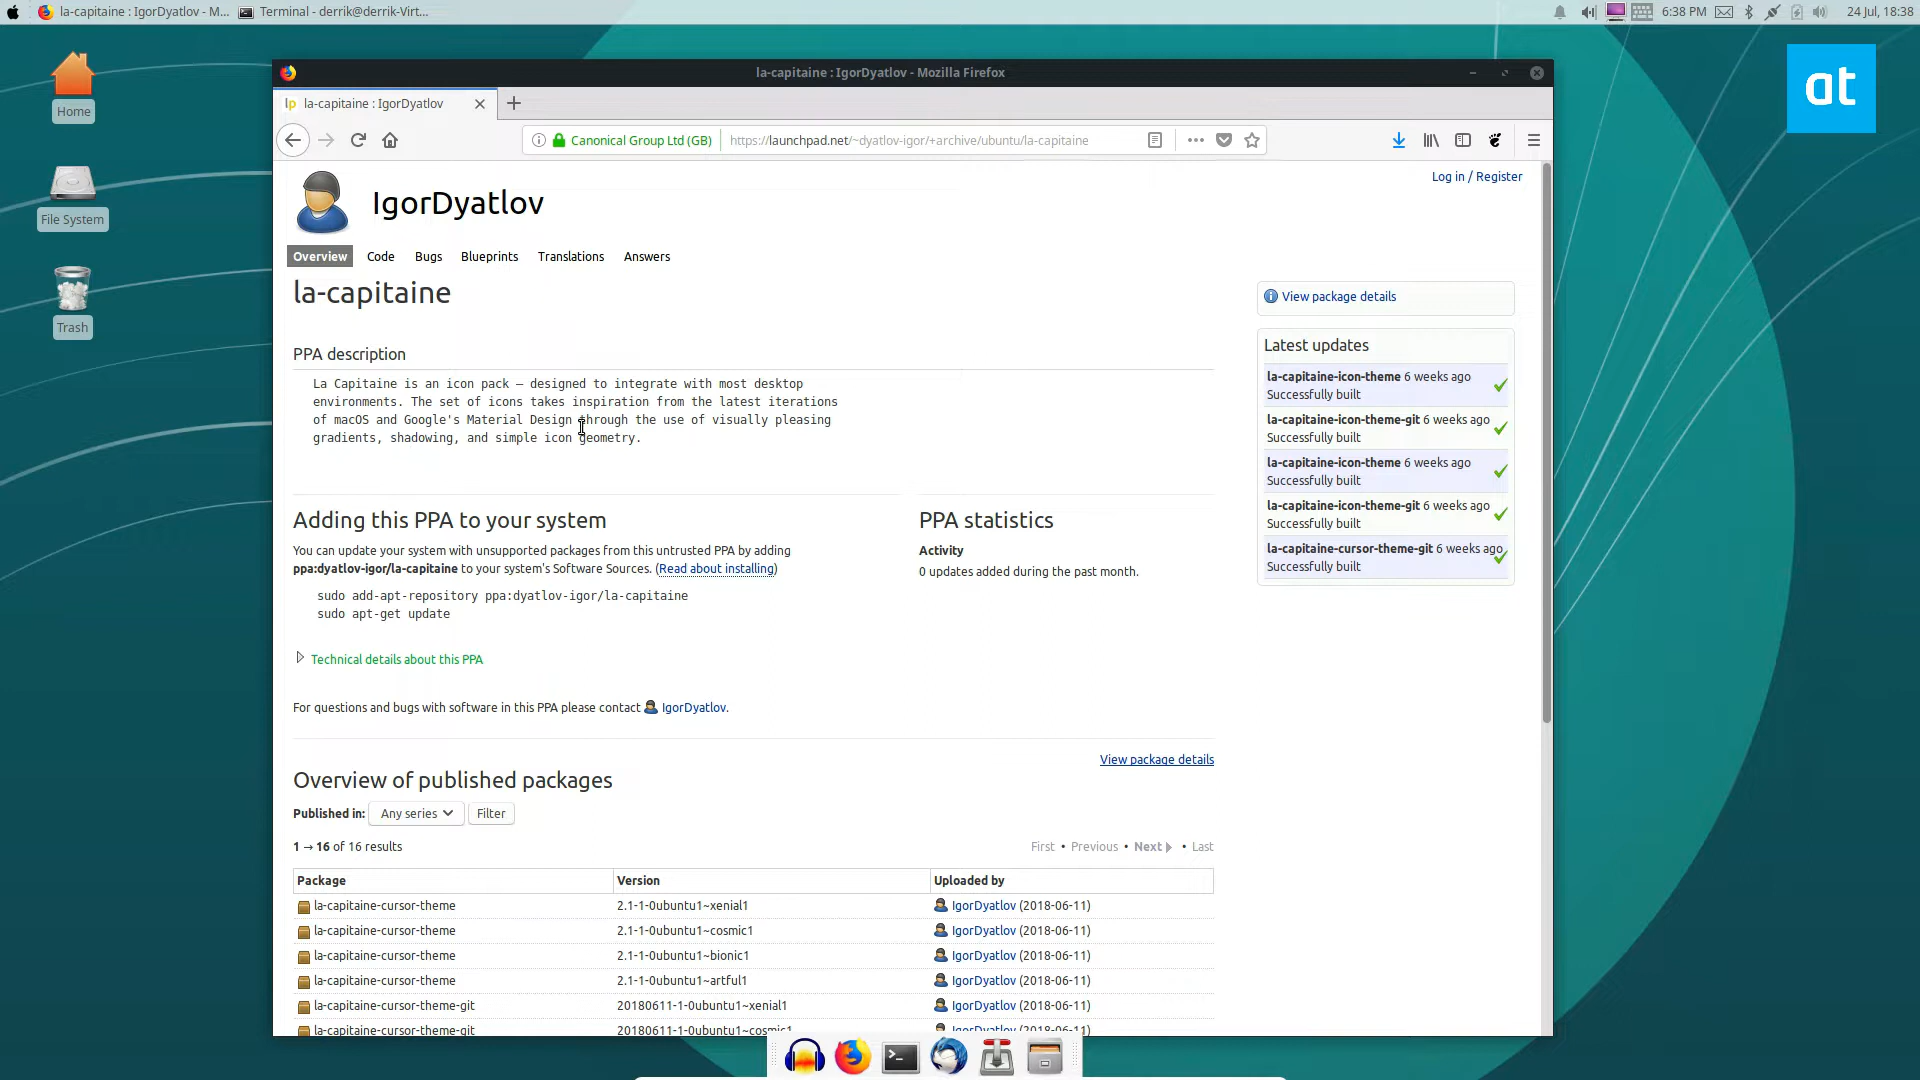 la-capitaine : IgorDyatlov - M...
Terminal - derrik@derrik-Virt...
6:38 PM
24 Jul, 18:38
at
Home
File System
Trash
la-capitaine : IgorDyatlov - Mozilla Firefox
lp la-capitaine : IgorDyatlov
Canonical Group Ltd (GB)
https://launchpad.net/~dyatlov-igor/+archive/ubuntu/la-capitaine
Log in / Register
IgorDyatlov
Overview Code Bugs Blueprints Translations Answers
la-capitaine
PPA description
La Capitaine is an icon pack — designed to integrate with most desktop
environments. The set of icons takes inspiration from the latest iterations
of macOS and Google's Material Design through the use of visually pleasing
gradients, shadowing, and simple icon geometry.
View package details
Latest updates
la-capitaine-icon-theme 6 weeks ago
Successfully built
la-capitaine-icon-theme-git 6 weeks ago
Successfully built
la-capitaine-icon-theme 6 weeks ago
Successfully built
la-capitaine-icon-theme-git 6 weeks ago
Successfully built
la-capitaine-cursor-theme-git 6 weeks ago
Successfully built
Adding this PPA to your system
You can update your system with unsupported packages from this untrusted PPA by adding
ppa:dyatlov-igor/la-capitaine to your system's Software Sources. (Read about installing)
sudo add-apt-repository ppa:dyatlov-igor/la-capitaine
sudo apt-get update
Technical details about this PPA
For questions and bugs with software in this PPA please contact IgorDyatlov.
PPA statistics
Activity
0 updates added during the past month.
View package details
Overview of published packages
Published in: Any series Filter
1 → 16 of 16 results
First • Previous • Next • Last
Package Version Uploaded by
la-capitaine-cursor-theme 2.1-1-0ubuntu1~xenial1 IgorDyatlov (2018-06-11)
la-capitaine-cursor-theme 2.1-1-0ubuntu1~cosmic1 IgorDyatlov (2018-06-11)
la-capitaine-cursor-theme 2.1-1-0ubuntu1~bionic1 IgorDyatlov (2018-06-11)
la-capitaine-cursor-theme 2.1-1-0ubuntu1~artful1 IgorDyatlov (2018-06-11)
la-capitaine-cursor-theme-git 20180611-1-0ubuntu1~xenial1 IgorDyatlov (2018-06-11)
la-capitaine-cursor-theme-git 20180611-1-0ubuntu1~cosmic1 IgorDyatlov (2018-06-11)